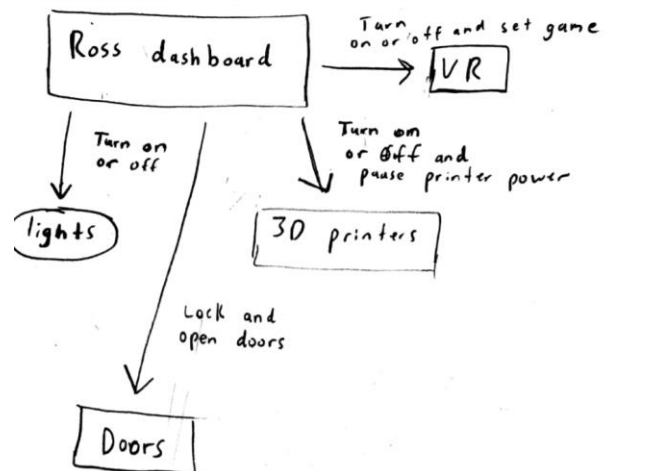 Ross dashboard
Turn
on or off and set game
VR
Turn on
or off
Turn on
or off and
pause printer power
lights
3D printers
Lock and
open doors
Doors